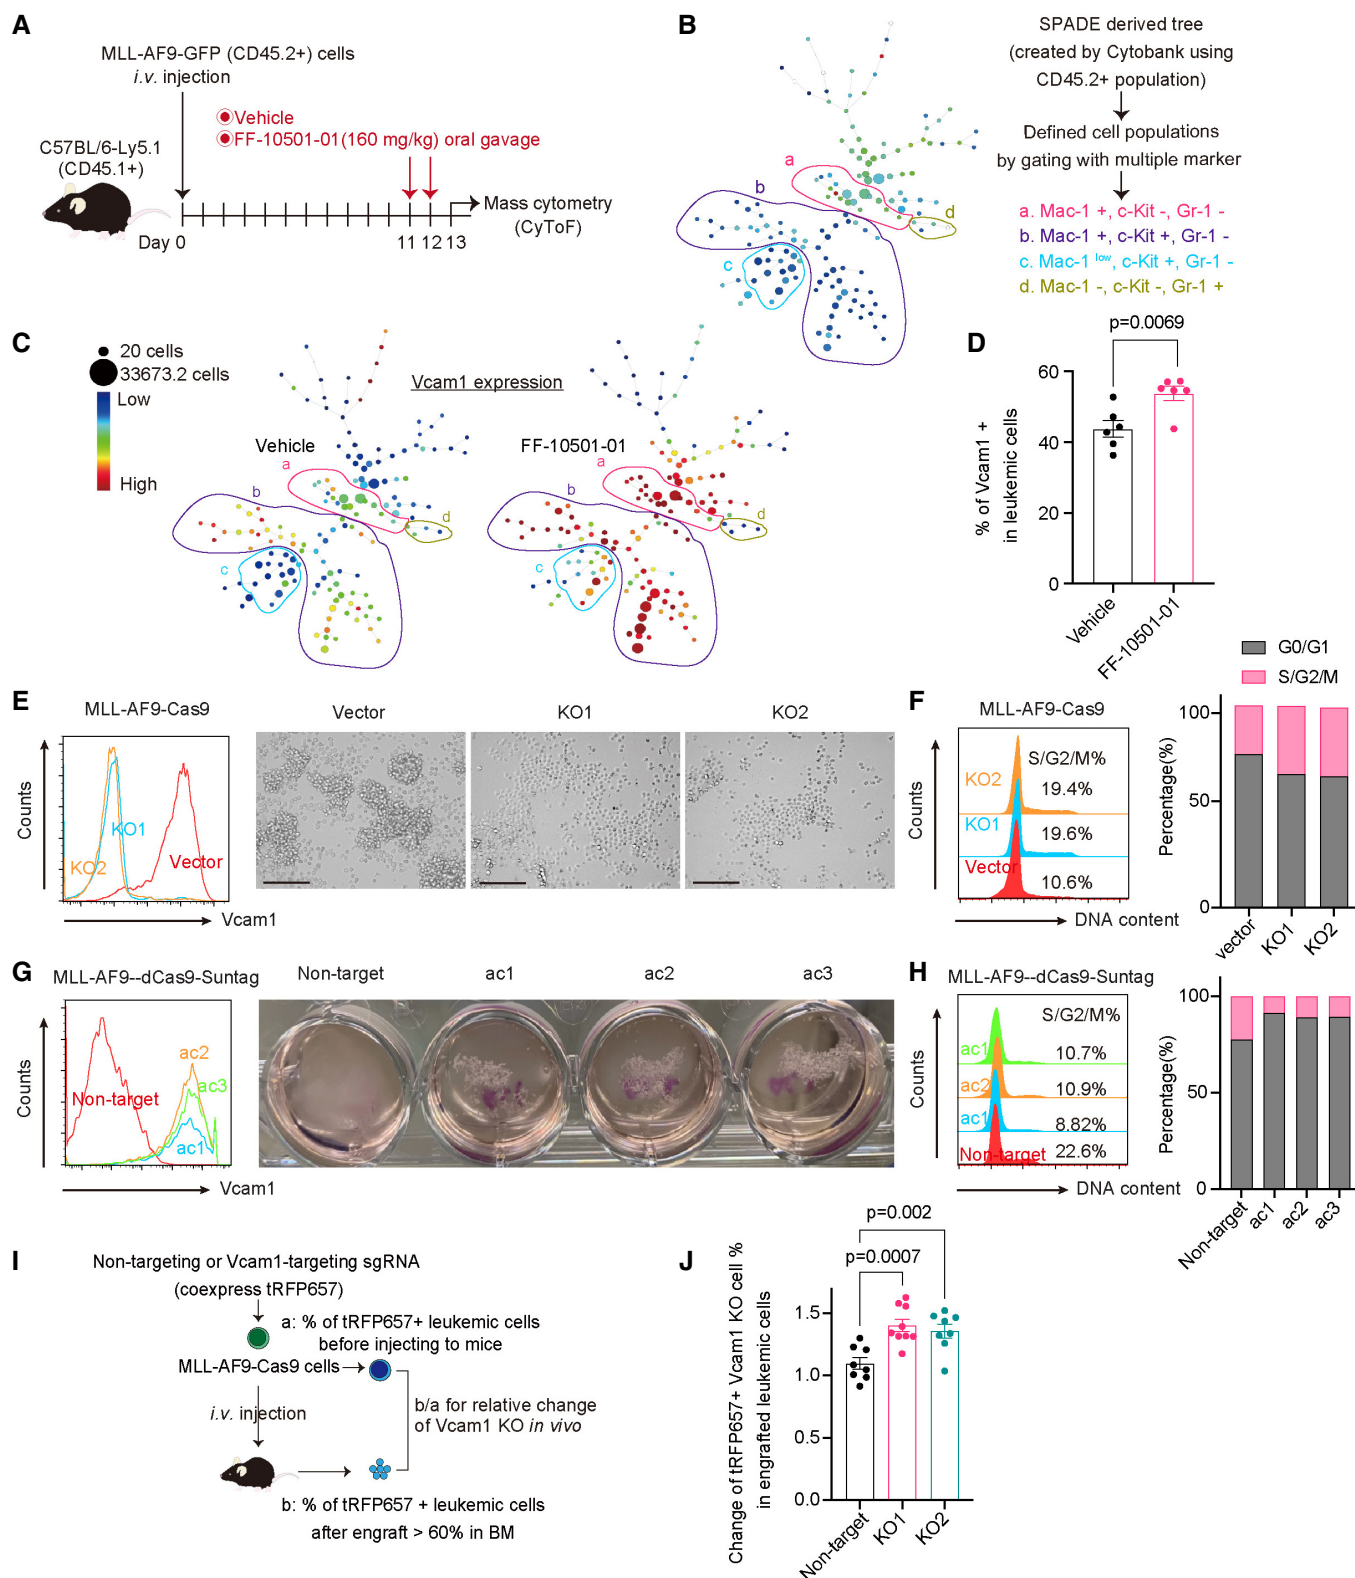 A
MLL-AF9-GFP (CD45.2+) cells
i.v. injection
Vehicle
FF-10501-01(160 mg/kg) oral gavage
C57BL/6-Ly5.1
(CD45.1+)
Mass cytometry
(CyToF)
Day 0
11 12 13
B
SPADE derived tree
(created by Cytobank using
CD45.2+ population)
Defined cell populations
by gating with multiple marker
a. Mac-1 +, c-Kit -, Gr-1 -
b. Mac-1 +, c-Kit +, Gr-1 -
c. Mac-1 low, c-Kit +, Gr-1 -
d. Mac-1 -, c-Kit -, Gr-1 +
a
b
c
d
C
20 cells
33673.2 cells
Low
High
Vcam1 expression
Vehicle
FF-10501-01
a
b
c
d
a
b
c
d
D
p=0.0069
% of Vcam1 +
in leukemic cells
60
40
20
0
Vehicle
FF-10501-01
E
MLL-AF9-Cas9
Vector
KO1
KO2
Counts
KO1
KO2
Vector
Vcam1
F
MLL-AF9-Cas9
S/G2/M%
KO2
19.4%
KO1
19.6%
Vector
10.6%
Counts
DNA content
G0/G1
S/G2/M
Percentage(%)
100
50
0
vector
KO1
KO2
G
MLL-AF9--dCas9-Suntag
Non-target
ac1
ac2
ac3
Counts
Non-target
ac2
ac3
ac1
Vcam1
H
MLL-AF9--dCas9-Suntag
S/G2/M%
ac1
10.7%
ac2
10.9%
ac1
8.82%
Non-target
22.6%
Counts
DNA content
Percentage(%)
100
50
0
Non-target
ac1
ac2
ac3
I
Non-targeting or Vcam1-targeting sgRNA
(coexpress tRFP657)
a: % of tRFP657+ leukemic cells
before injecting to mice
MLL-AF9-Cas9 cells
i.v. injection
b/a for relative change
of Vcam1 KO in vivo
b: % of tRFP657 + leukemic cells
after engraft > 60% in BM
J
p=0.002
p=0.0007
Change of tRFP657+ Vcam1 KO cell %
in engrafted leukemic cells
1.5
1.0
0.5
0.0
Non-target
KO1
KO2